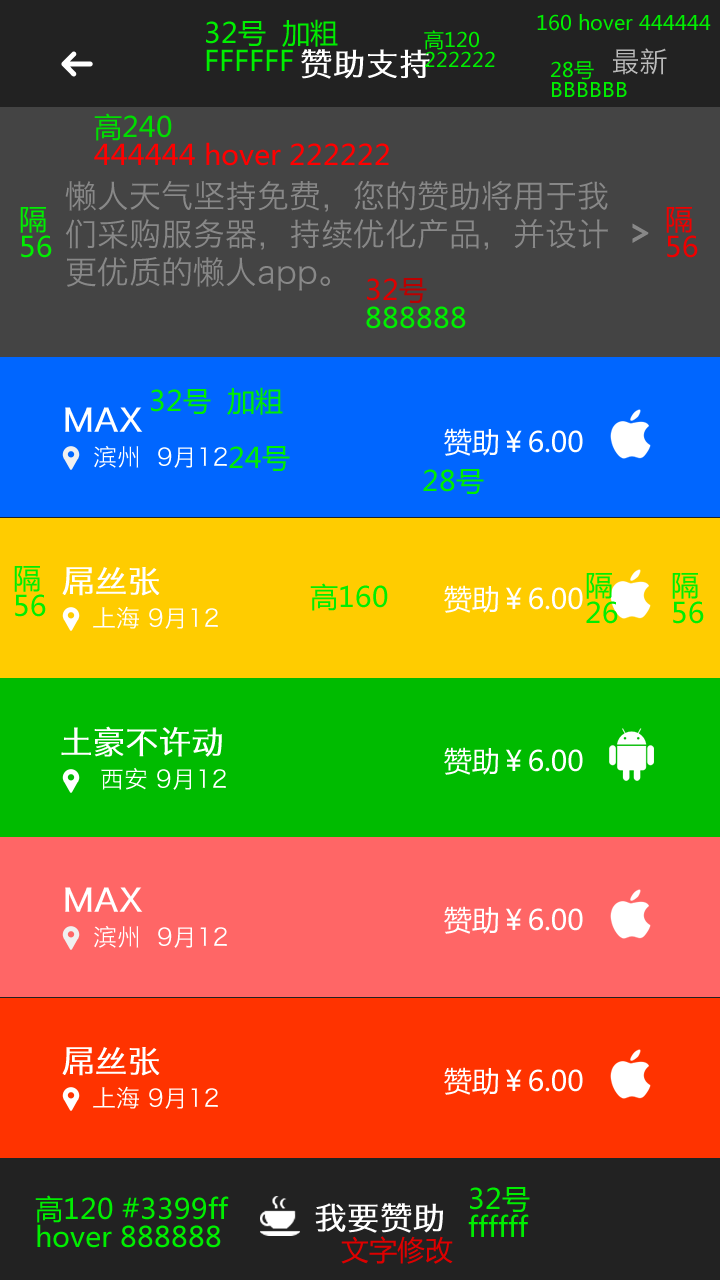 160 hover 444444
32号 加粗
FFFFFF
赞助支持
高120
222222
最新
28号
BBBBBB
高240
444444 hover 222222
懒人天气坚持免费，您的赞助将用于我
们采购服务器，持续优化产品，并设计
更优质的懒人app。
>
隔
56
隔
56
32号
888888
MAX
32号 加粗
滨州 9月12
24号
赞助￥6.00
28号
隔
56
屌丝张
上海 9月12
高160
赞助￥6.00
隔
26
隔
56
土豪不许动
西安 9月12
赞助￥6.00
MAX
滨州 9月12
赞助￥6.00
屌丝张
上海 9月12
赞助￥6.00
高120 #3399ff
hover 888888
我要赞助
文字修改
32号
ffffff